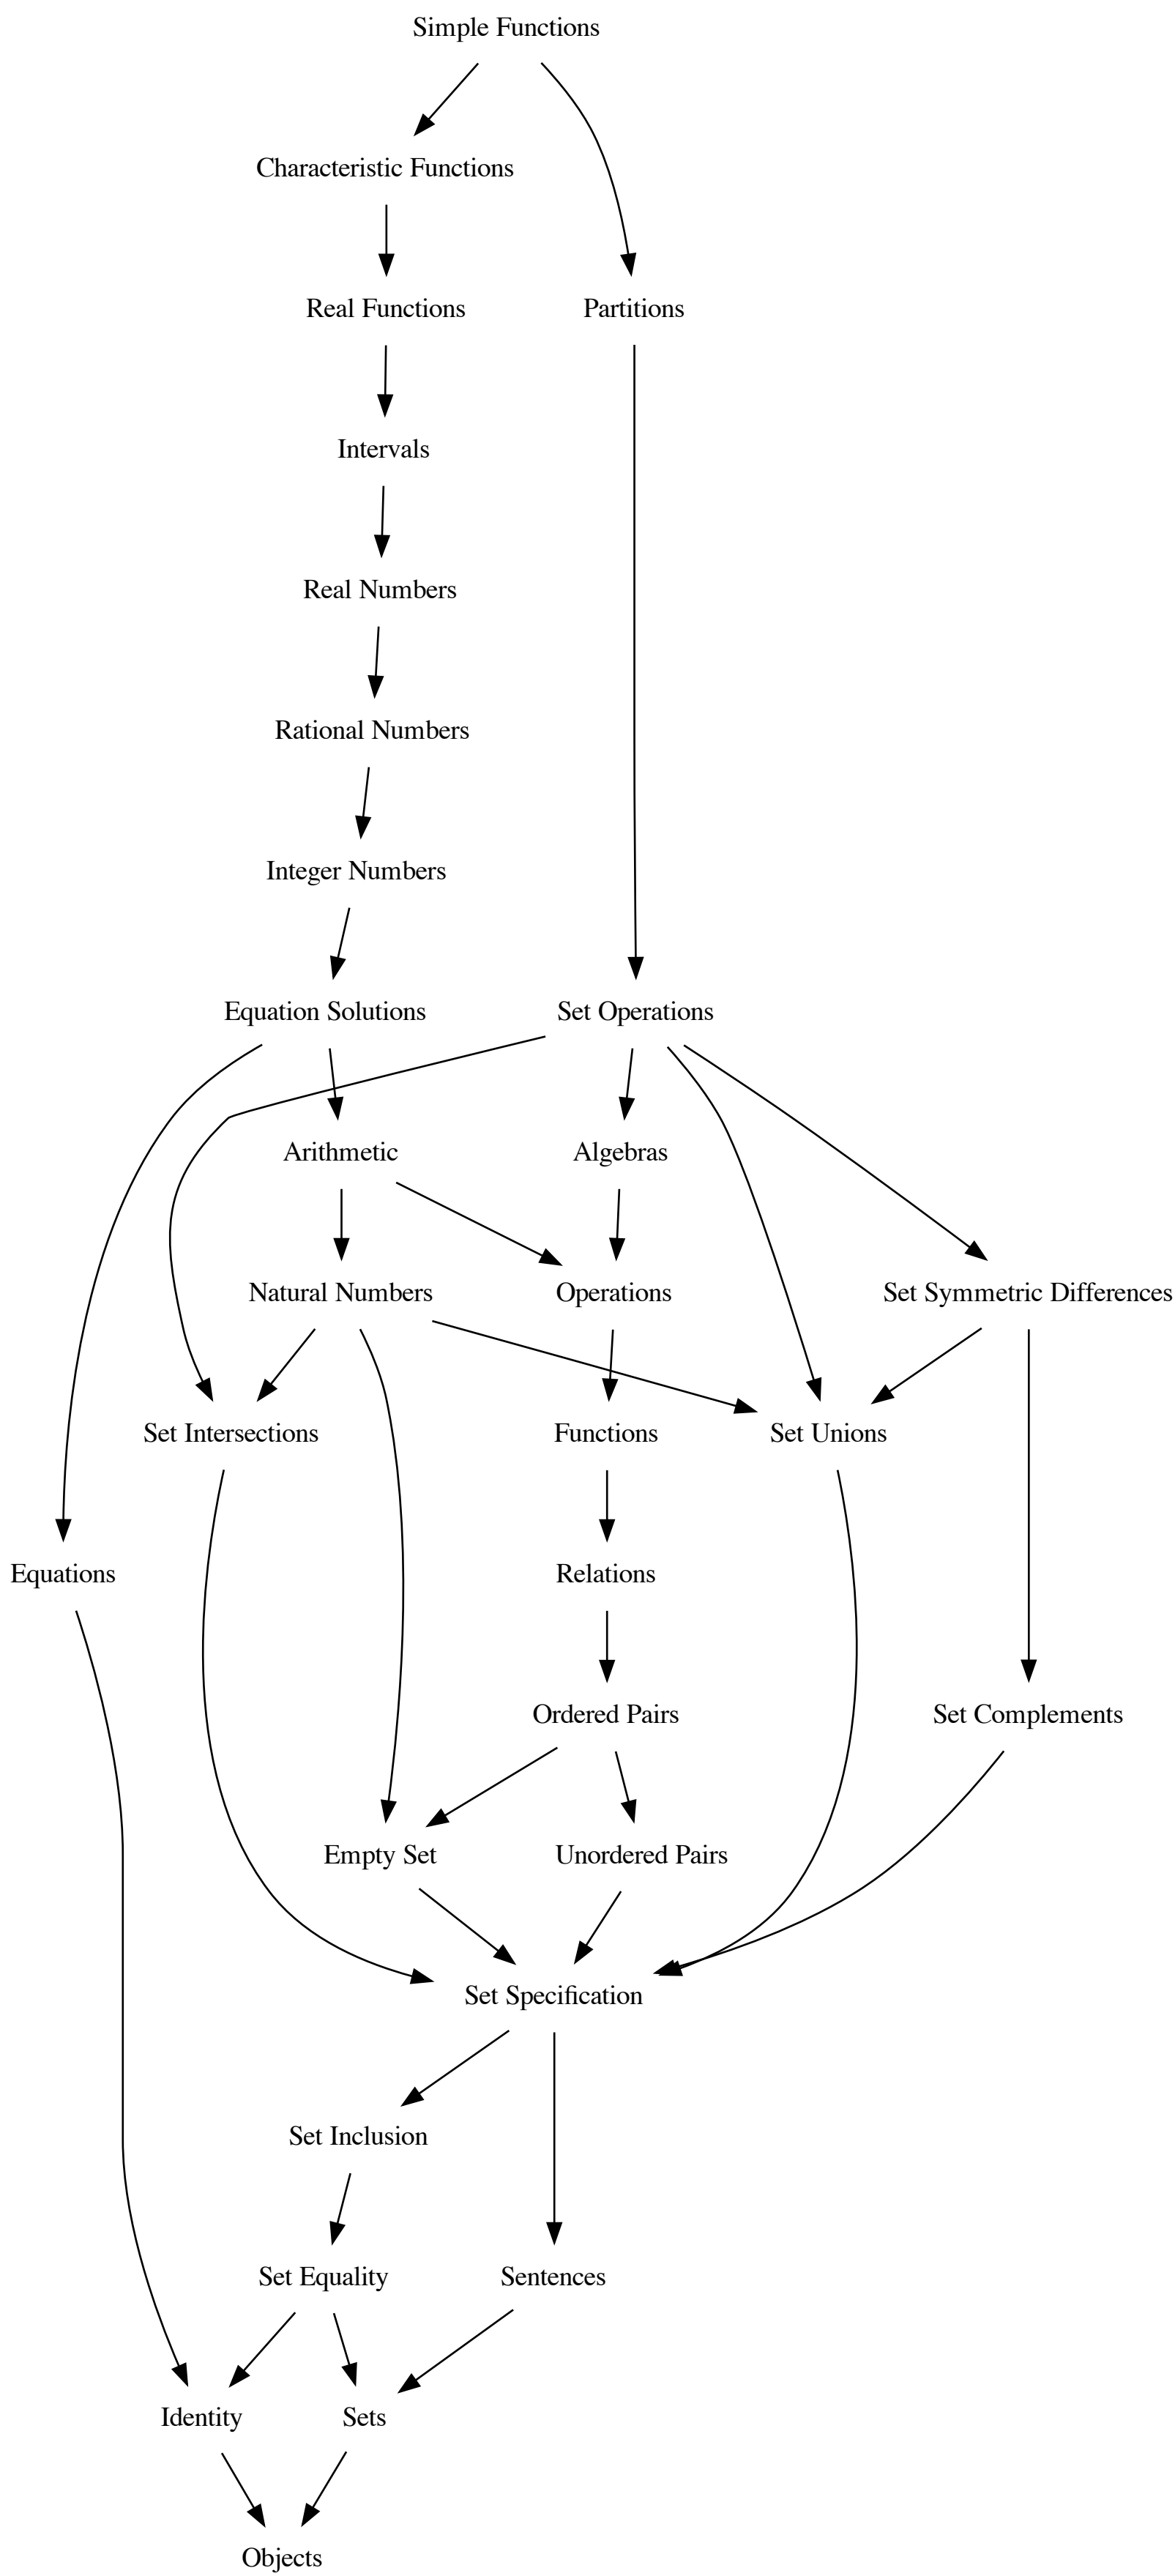 Simple Functions
Characteristic Functions
Real Functions
Partitions
Intervals
Real Numbers
Rational Numbers
Integer Numbers
Equation Solutions
Set Operations
Arithmetic
Algebras
Natural Numbers
Operations
Set Symmetric Differences
Set Intersections
Functions
Set Unions
Equations
Relations
Ordered Pairs
Set Complements
Empty Set
Unordered Pairs
Set Specification
Set Inclusion
Set Equality
Sentences
Identity
Sets
Objects